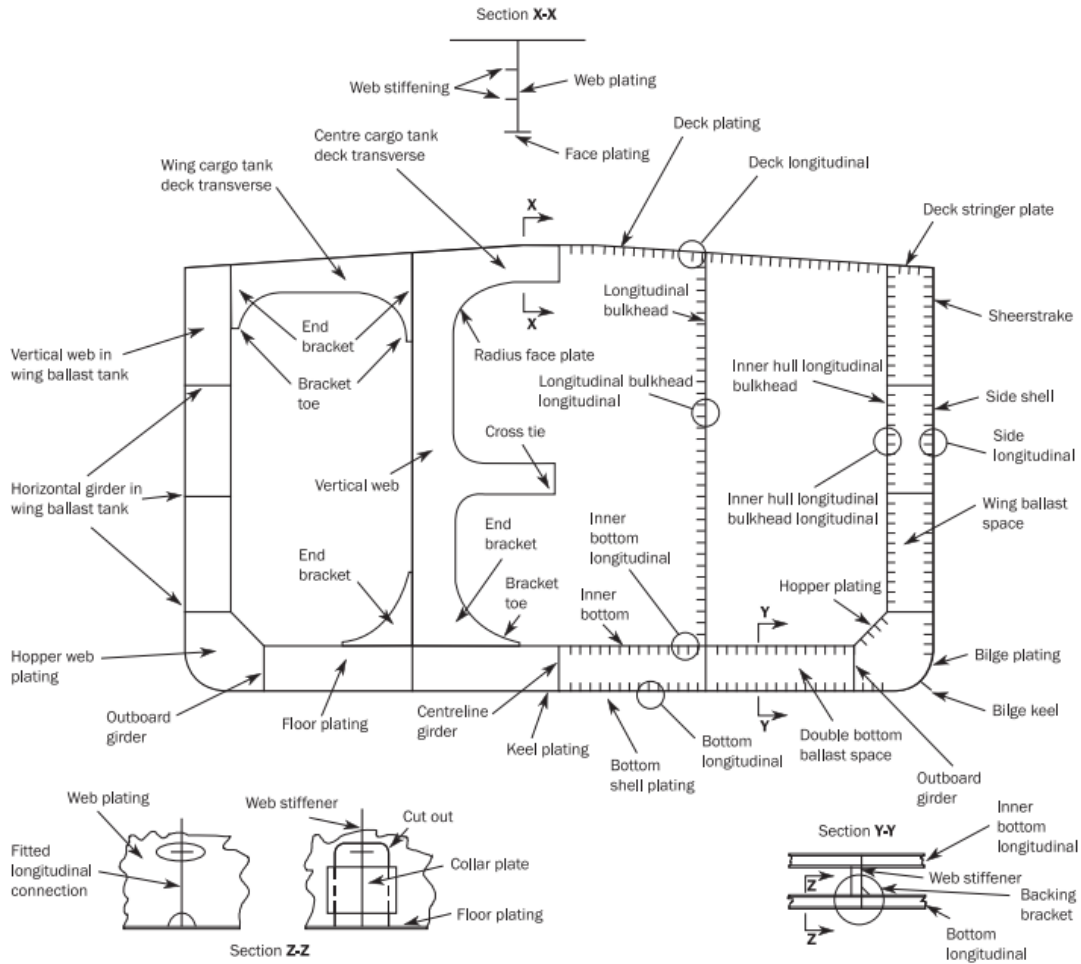 Section X-X
Web stiffening
Web plating
Face plating
Centre cargo tank
deck transverse
Wing cargo tank
deck transverse
Deck plating
Deck longitudinal
Deck stringer plate
X
X
Vertical web in
wing ballast tank
End
bracket
Bracket
toe
Radius face plate
Longitudinal
bulkhead
Sheerstrake
Inner hull longitudinal
bulkhead
Longitudinal bulkhead
longitudinal
Side shell
Cross tie
Side
longitudinal
Horizontal girder in
wing ballast tank
Vertical web
Inner hull longitudinal
bulkhead longitudinal
Wing ballast
space
End
bracket
End
bracket
Inner
bottom
longitudinal
Bracket
toe
Inner
bottom
Hopper plating
Y
Y
Hopper web
plating
Bilge plating
Bilge keel
Outboard
girder
Floor plating
Centreline
girder
Keel plating
Bottom
shell plating
Bottom
longitudinal
Double bottom
ballast space
Outboard
girder
Web plating
Fitted
longitudinal
connection
Web stiffener
Cut out
Collar plate
Floor plating
Section Z-Z
Section Y-Y
Inner
bottom
longitudinal
Web stiffener
Backing
bracket
Bottom
longitudinal
Z
Z